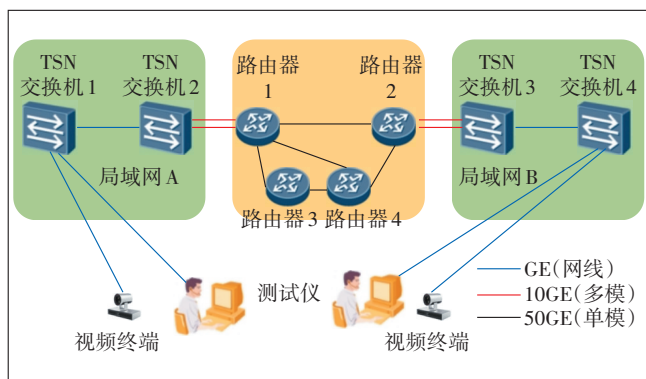 TSN
交换机1
TSN
交换机2
路由器
1
路由器
2
TSN
交换机3
TSN
交换机4
局域网A
路由器3
路由器4
局域网B
测试仪
视频终端
视频终端
GE(网线)
10GE(多模)
50GE(单模)